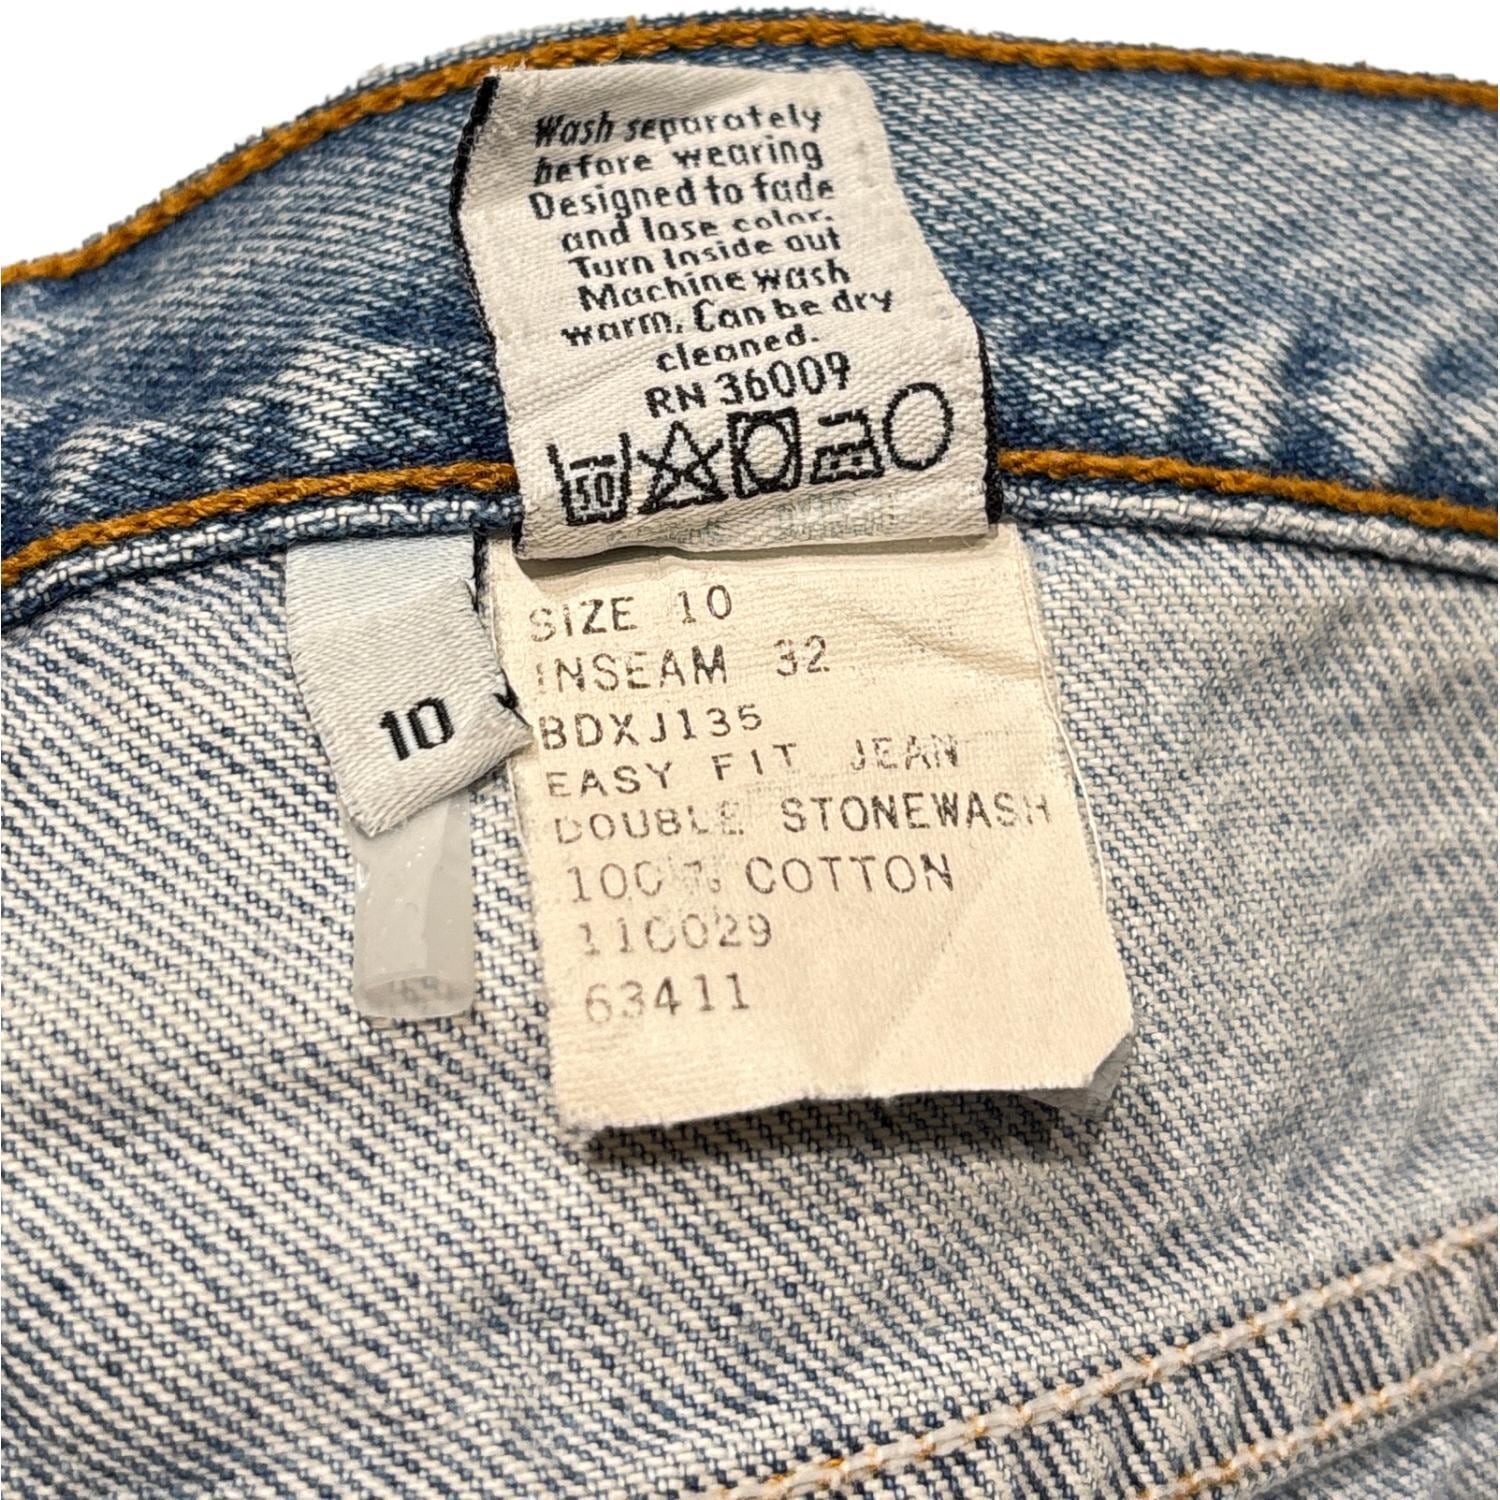 Wash separately
before wearing
Designed to fade
and lose color.
Turn Inside out
Machine wash
warm. Can be dry
cleaned.
RN 36009
50
10
SIZE 10
INSEAM 32
BDXJ135
EASY FIT JEAN
DOUBLE STONEWASH
100% COTTON
110029
63411